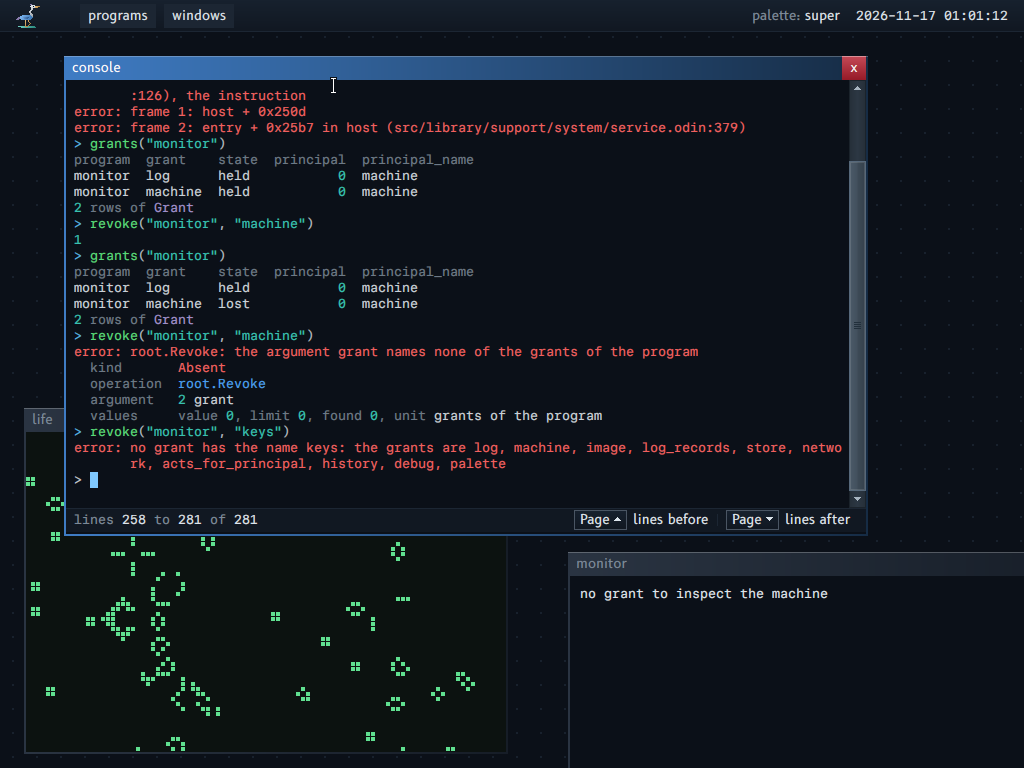 programs windows palette: super 2026-11-17 01:01:12
console x
:126), the instruction
error: frame 1: host + 0x250d
error: frame 2: entry + 0x25b7 in host (src/library/support/system/service.odin:379)
> grants("monitor")
program grant state principal principal_name
monitor log held 0 machine
monitor machine held 0 machine
2 rows of Grant
> revoke("monitor", "machine")
1
> grants("monitor")
program grant state principal principal_name
monitor log held 0 machine
monitor machine lost 0 machine
2 rows of Grant
> revoke("monitor", "machine")
error: root.Revoke: the argument grant names none of the grants of the program
kind Absent
operation root.Revoke
argument 2 grant
values value 0, limit 0, found 0, unit grants of the program
> revoke("monitor", "keys")
error: no grant has the name keys: the grants are log, machine, image, log_records, store, netwo
rk, acts_for_principal, history, debug, palette
>
lines 258 to 281 of 281 Page lines before Page lines after
life
monitor
no grant to inspect the machine